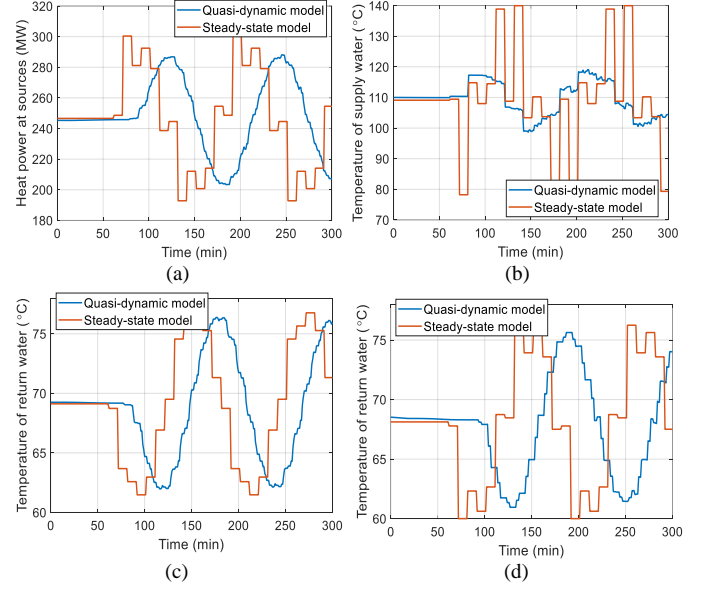 Heat power at sources (MW)
320
300
280
260
240
220
200
180
0 50 100 150 200 250 300
Time (min)
Quasi-dynamic model
Steady-state model
(a)
Temperature of supply water (°C)
140
130
120
110
100
90
80
70
0 50 100 150 200 250 300
Time (min)
Quasi-dynamic model
Steady-state model
(b)
Temperature of return water (°C)
75
70
65
60
0 50 100 150 200 250 300
Time (min)
Quasi-dynamic model
Steady-state model
(c)
Temperature of return water (°C)
80
75
70
65
60
0 50 100 150 200 250 300
Time (min)
Quasi-dynamic model
Steady-state model
(d)